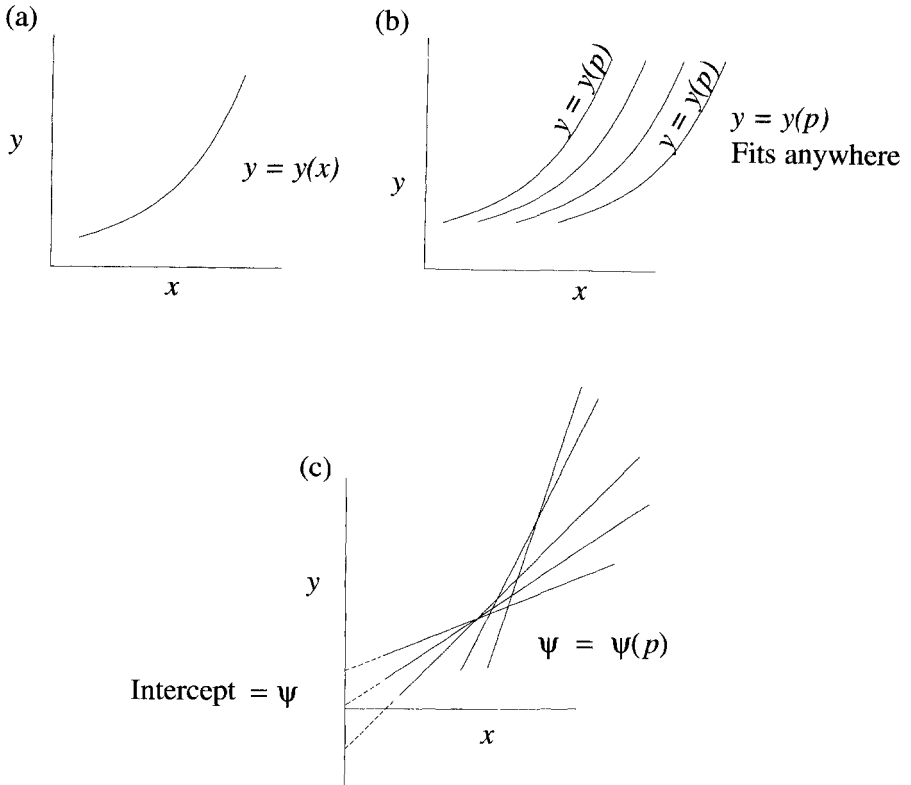 (a)
y
y = y(x)
x
(b)
y
y = y(p)
y = y(p)
y = y(p)
Fits anywhere
x
(c)
y
ψ = ψ(p)
Intercept = ψ
x